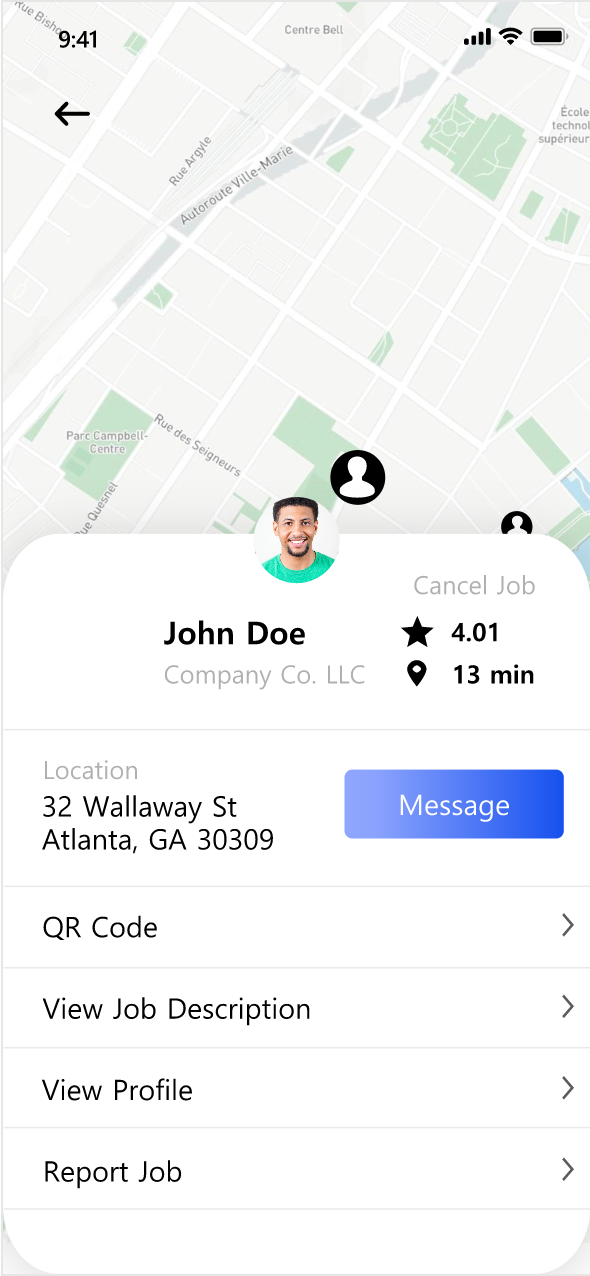 Rue Bishop
9:41
Centre Bell
École
technol
supérieur
Rue Argyle
Autoroute Ville-Marie
Parc Campbell-
Centre
Rue des Seigneurs
Rue Quesnel
Cancel Job
John Doe
4.01
Company Co. LLC
13 min
Location
32 Wallaway St
Atlanta, GA 30309
Message
QR Code
View Job Description
View Profile
Report Job